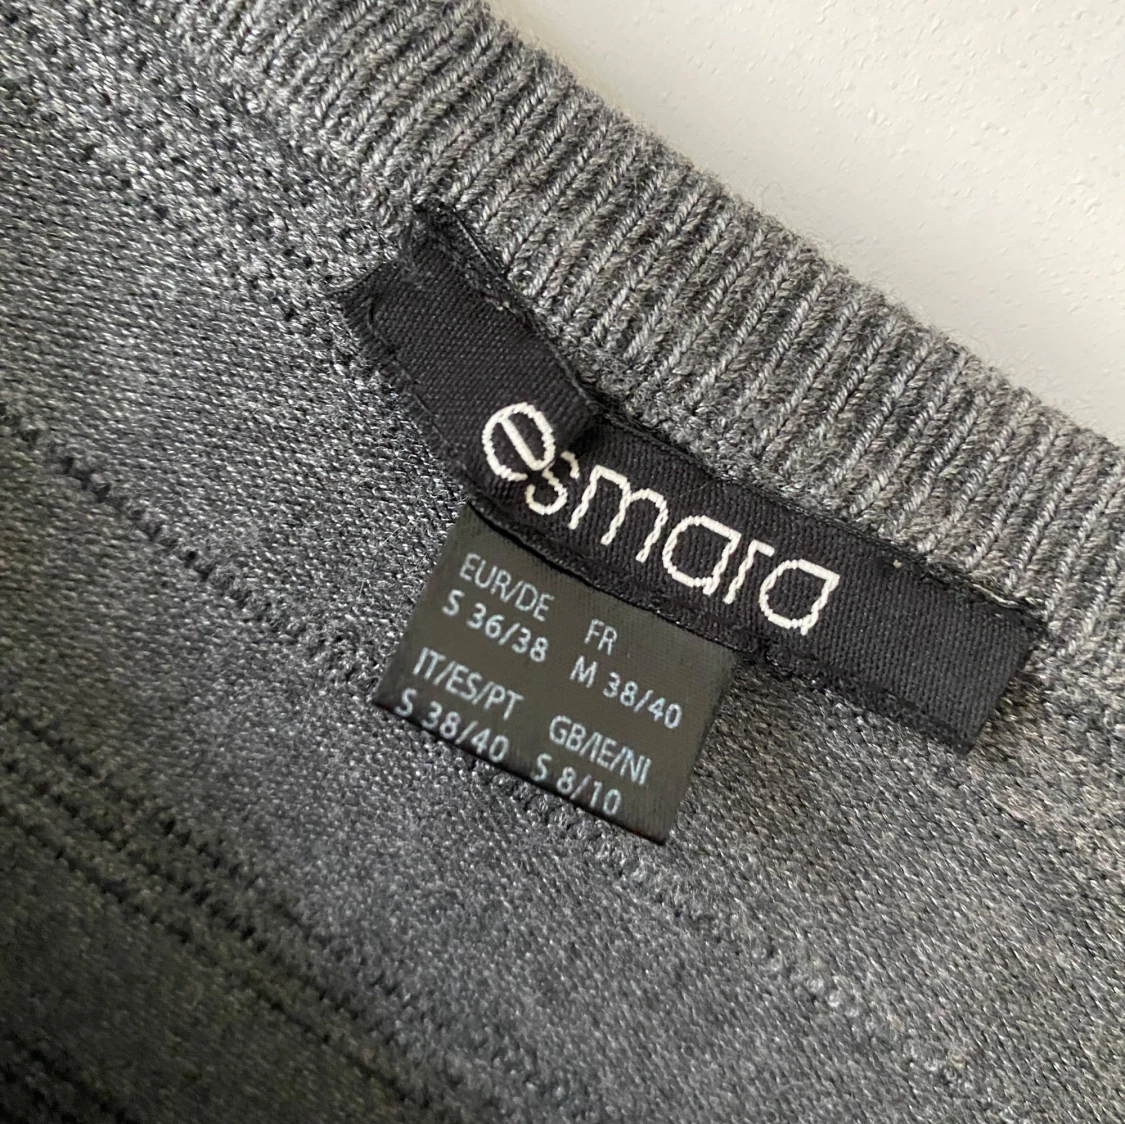 esmara
EUR/DE
S 36/38
FR
M 38/40
IT/ES/PT
S 38/40
GB/IE/NI
S 8/10